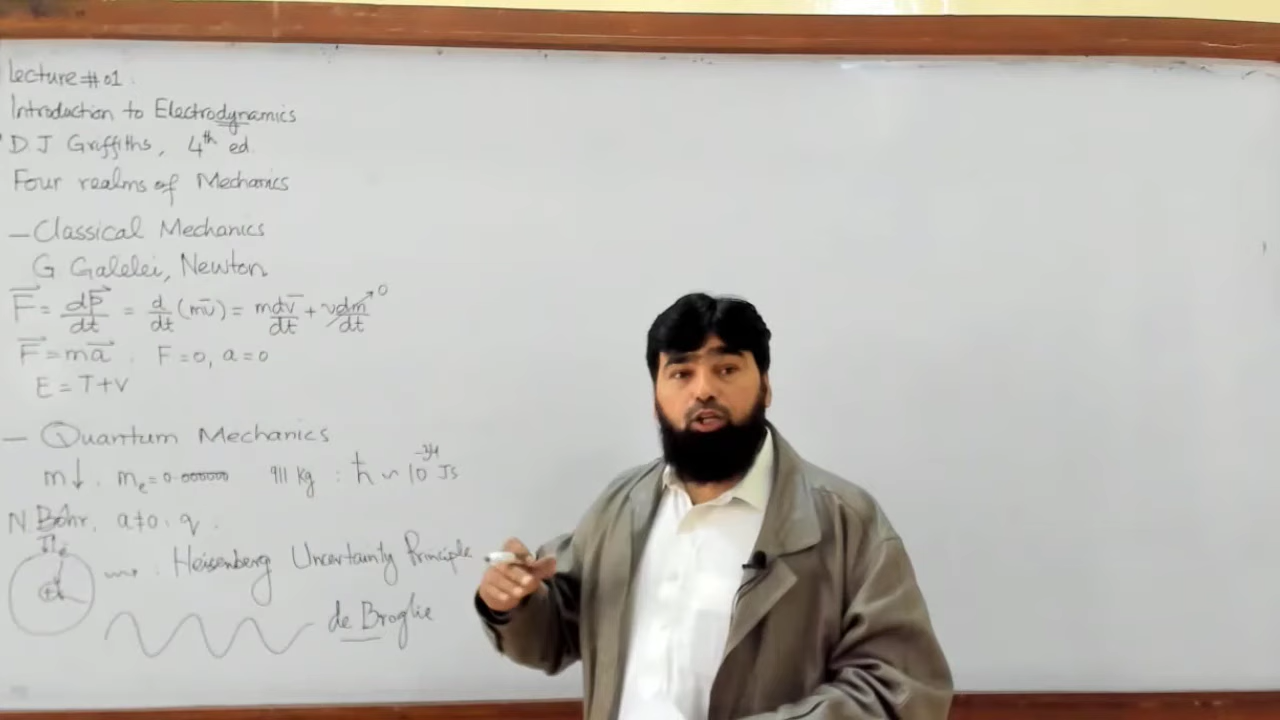 Lecture #01.
Introduction to Electrodynamics
D J Griffiths, 4th ed.
Four realms of Mechanics
— Classical Mechanics
G Galelei, Newton
F⃗ = dP⃗/dt = d/dt (mv̄) = m dv̄/dt + v dm/dt → 0
F⃗ = ma⃗ . F = 0, a = 0
E = T + V
— Quantum Mechanics
m↓ . mₑ = 0.000000 911 kg : ℏ ~ 10⁻³⁴ Js
N. Bohr, a≠0, q .
Heisenberg Uncertainty Principle
de Broglie